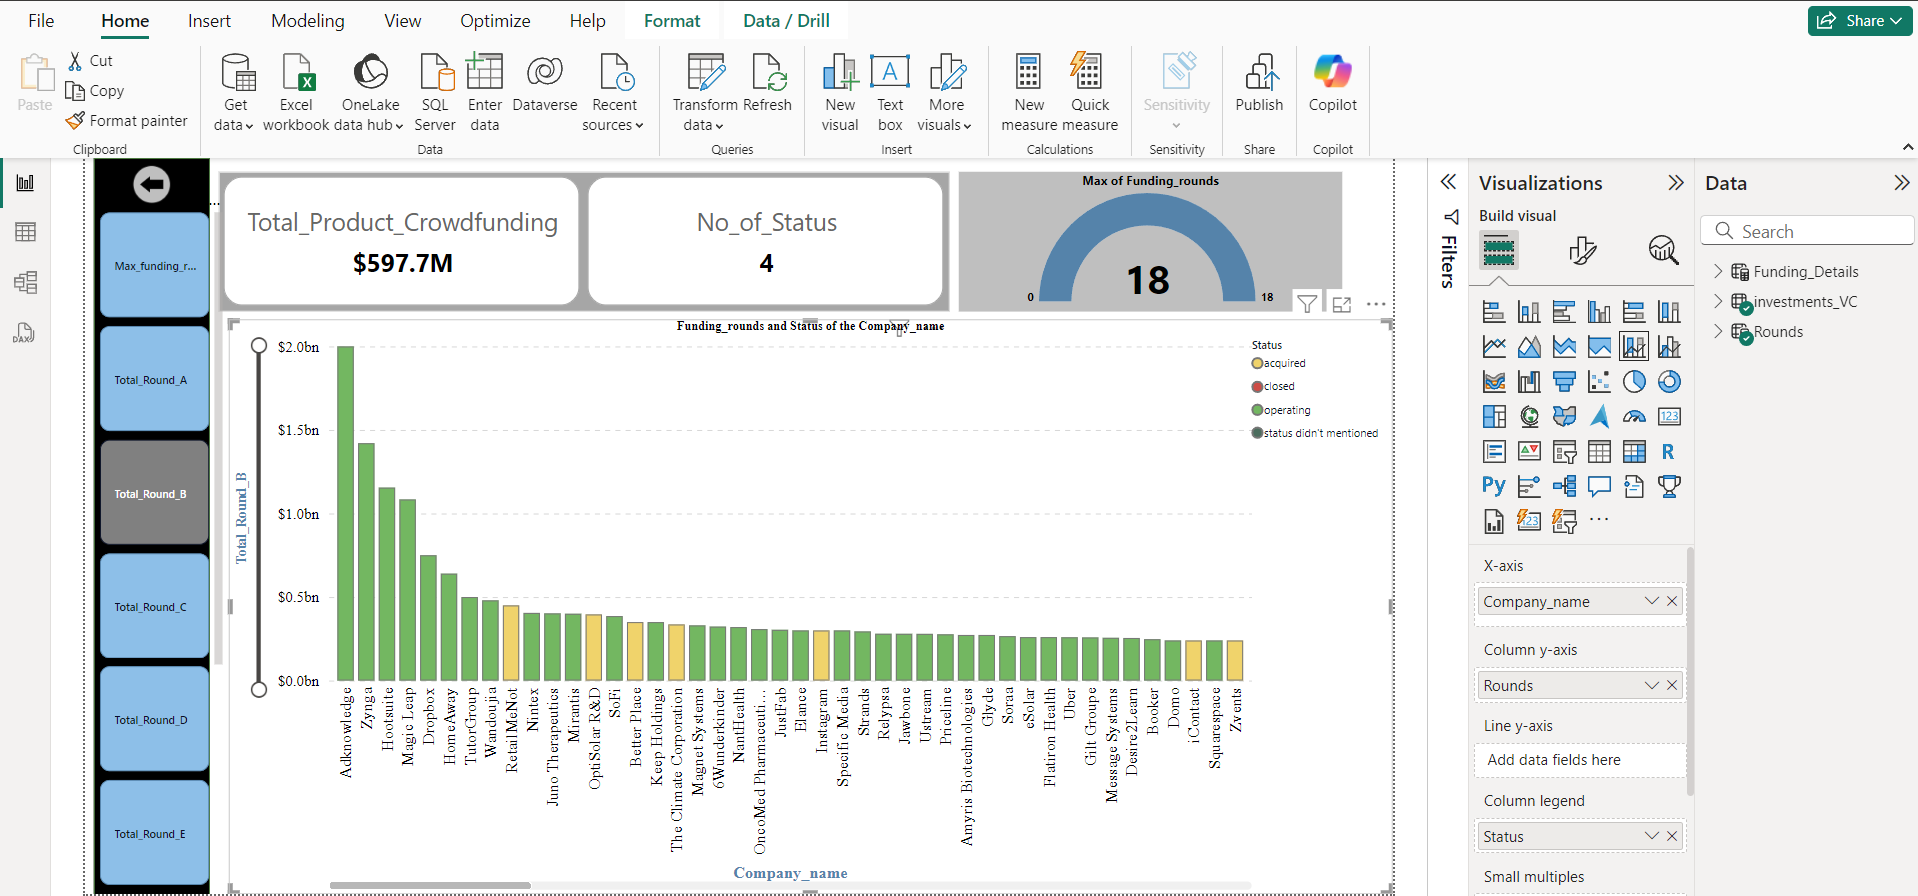 File Home Insert Modeling View Optimize Help Format Data / Drill Share
Paste
Cut
Copy
Format painter
Clipboard
Get data
Excel workbook
OneLake data hub
SQL Server
Enter data
Dataverse
Recent sources
Data
Transform data
Refresh
Queries
New visual
Text box
More visuals
Insert
New measure
Quick measure
Calculations
Sensitivity
Sensitivity
Publish
Share
Copilot
Copilot
Max_funding_r...
Total_Round_A
Total_Round_B
Total_Round_C
Total_Round_D
Total_Round_E
Total_Product_Crowdfunding
$597.7M
No_of_Status
4
Max of Funding_rounds
18
0
18
Funding_rounds and Status of the Company_name
Total_Round_B
$2.0bn
$1.5bn
$1.0bn
$0.5bn
$0.0bn
Status
acquired
closed
operating
status didn't mentioned
Adknowledge
Zynga
Hootsuite
Magic Leap
Dropbox
HomeAway
TutorGroup
Wandoujia
RetailMeNot
Nintex
Juno Therapeutics
Mirantis
OptiSolar R&D
SoFi
Better Place
Keep Holdings
The Climate Corporation
Magnet Systems
6Wunderkinder
NantHealth
OncoMed Pharmaceuti...
JustFab
Elance
Instagram
Specific Media
Strands
Relypsa
Jawbone
Ustream
Priceline
Amyris Biotechnologies
Glyde
Soraa
eSolar
Flatiron Health
Uber
Gilt Groupe
Message Systems
Desire2Learn
Booker
Domo
iContact
Squarespace
Zvents
Company_name
Filters
Visualizations
Build visual
123
R
Py
123
X-axis
Company_name
Column y-axis
Rounds
Line y-axis
Add data fields here
Column legend
Status
Small multiples
Data
Search
Funding_Details
investments_VC
Rounds
DAX